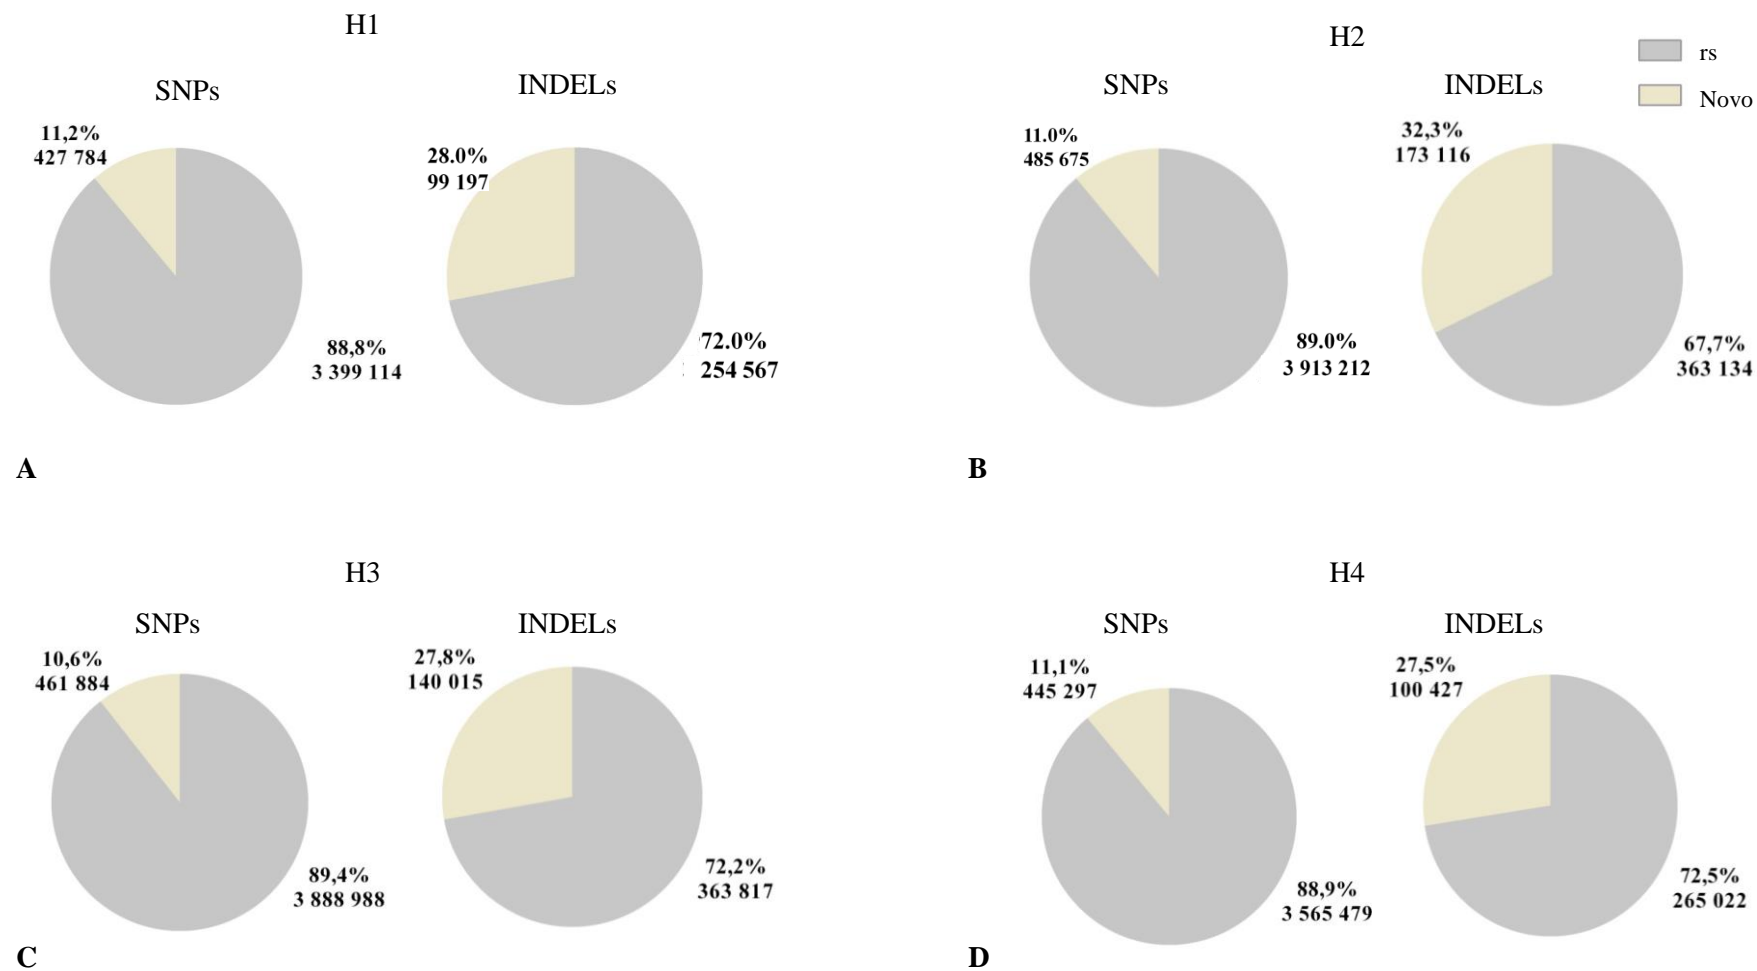 H1
SNPs
INDELs
11,2%
427 784
28.0%
99 197
88,8%
3 399 114
72.0%
254 567
A
H2
SNPs
INDELs
rs
Novo
11.0%
485 675
32,3%
173 116
89.0%
3 913 212
67,7%
363 134
B
H3
SNPs
INDELs
10,6%
461 884
27,8%
140 015
89,4%
3 888 988
72,2%
363 817
C
H4
SNPs
INDELs
11,1%
445 297
27,5%
100 427
88,9%
3 565 479
72,5%
265 022
D